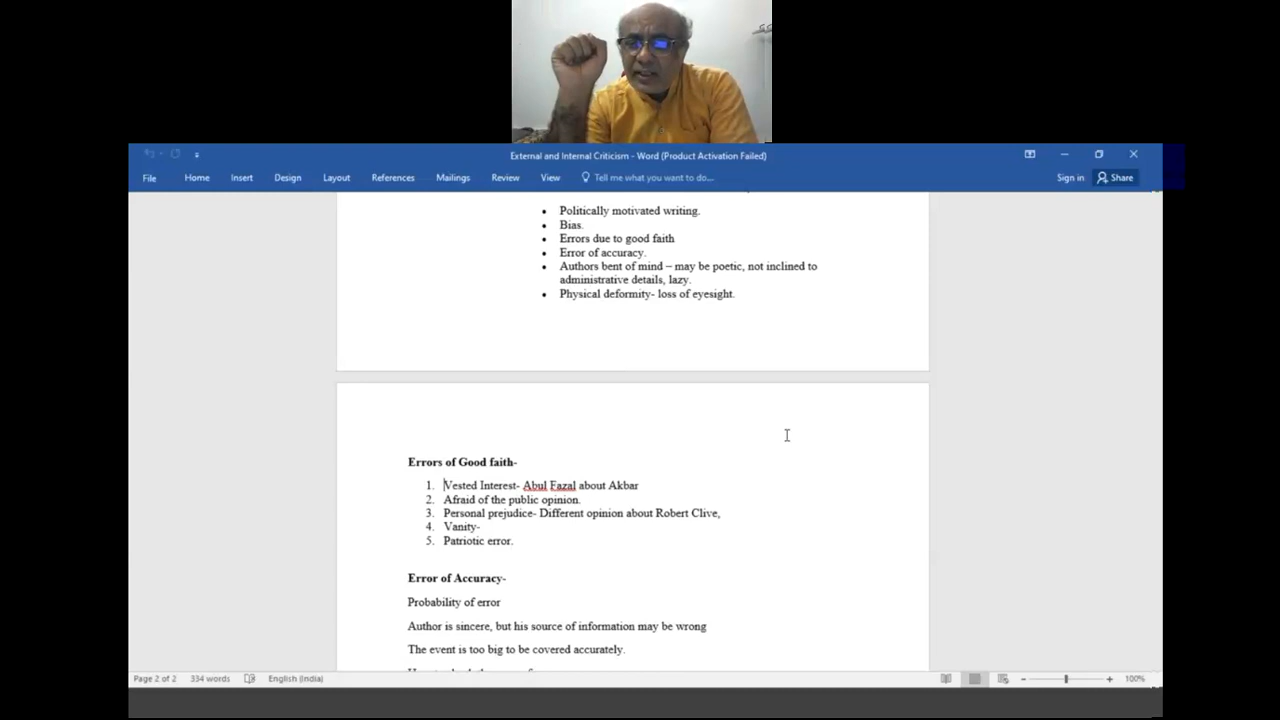 External and Internal Criticism - Word (Product Activation Failed)
File Home Insert Design Layout References Mailings Review View Tell me what you want to do... Sign in Share
• Politically motivated writing.
• Bias.
• Errors due to good faith
• Error of accuracy.
• Authors bent of mind – may be poetic, not inclined to
administrative details, lazy.
• Physical deformity- loss of eyesight.
Errors of Good faith-
1. Vested Interest- Abul Fazal about Akbar
2. Afraid of the public opinion.
3. Personal prejudice- Different opinion about Robert Clive,
4. Vanity-
5. Patriotic error.
Error of Accuracy-
Probability of error
Author is sincere, but his source of information may be wrong
The event is too big to be covered accurately.
Page 2 of 2 334 words English (India) 100%